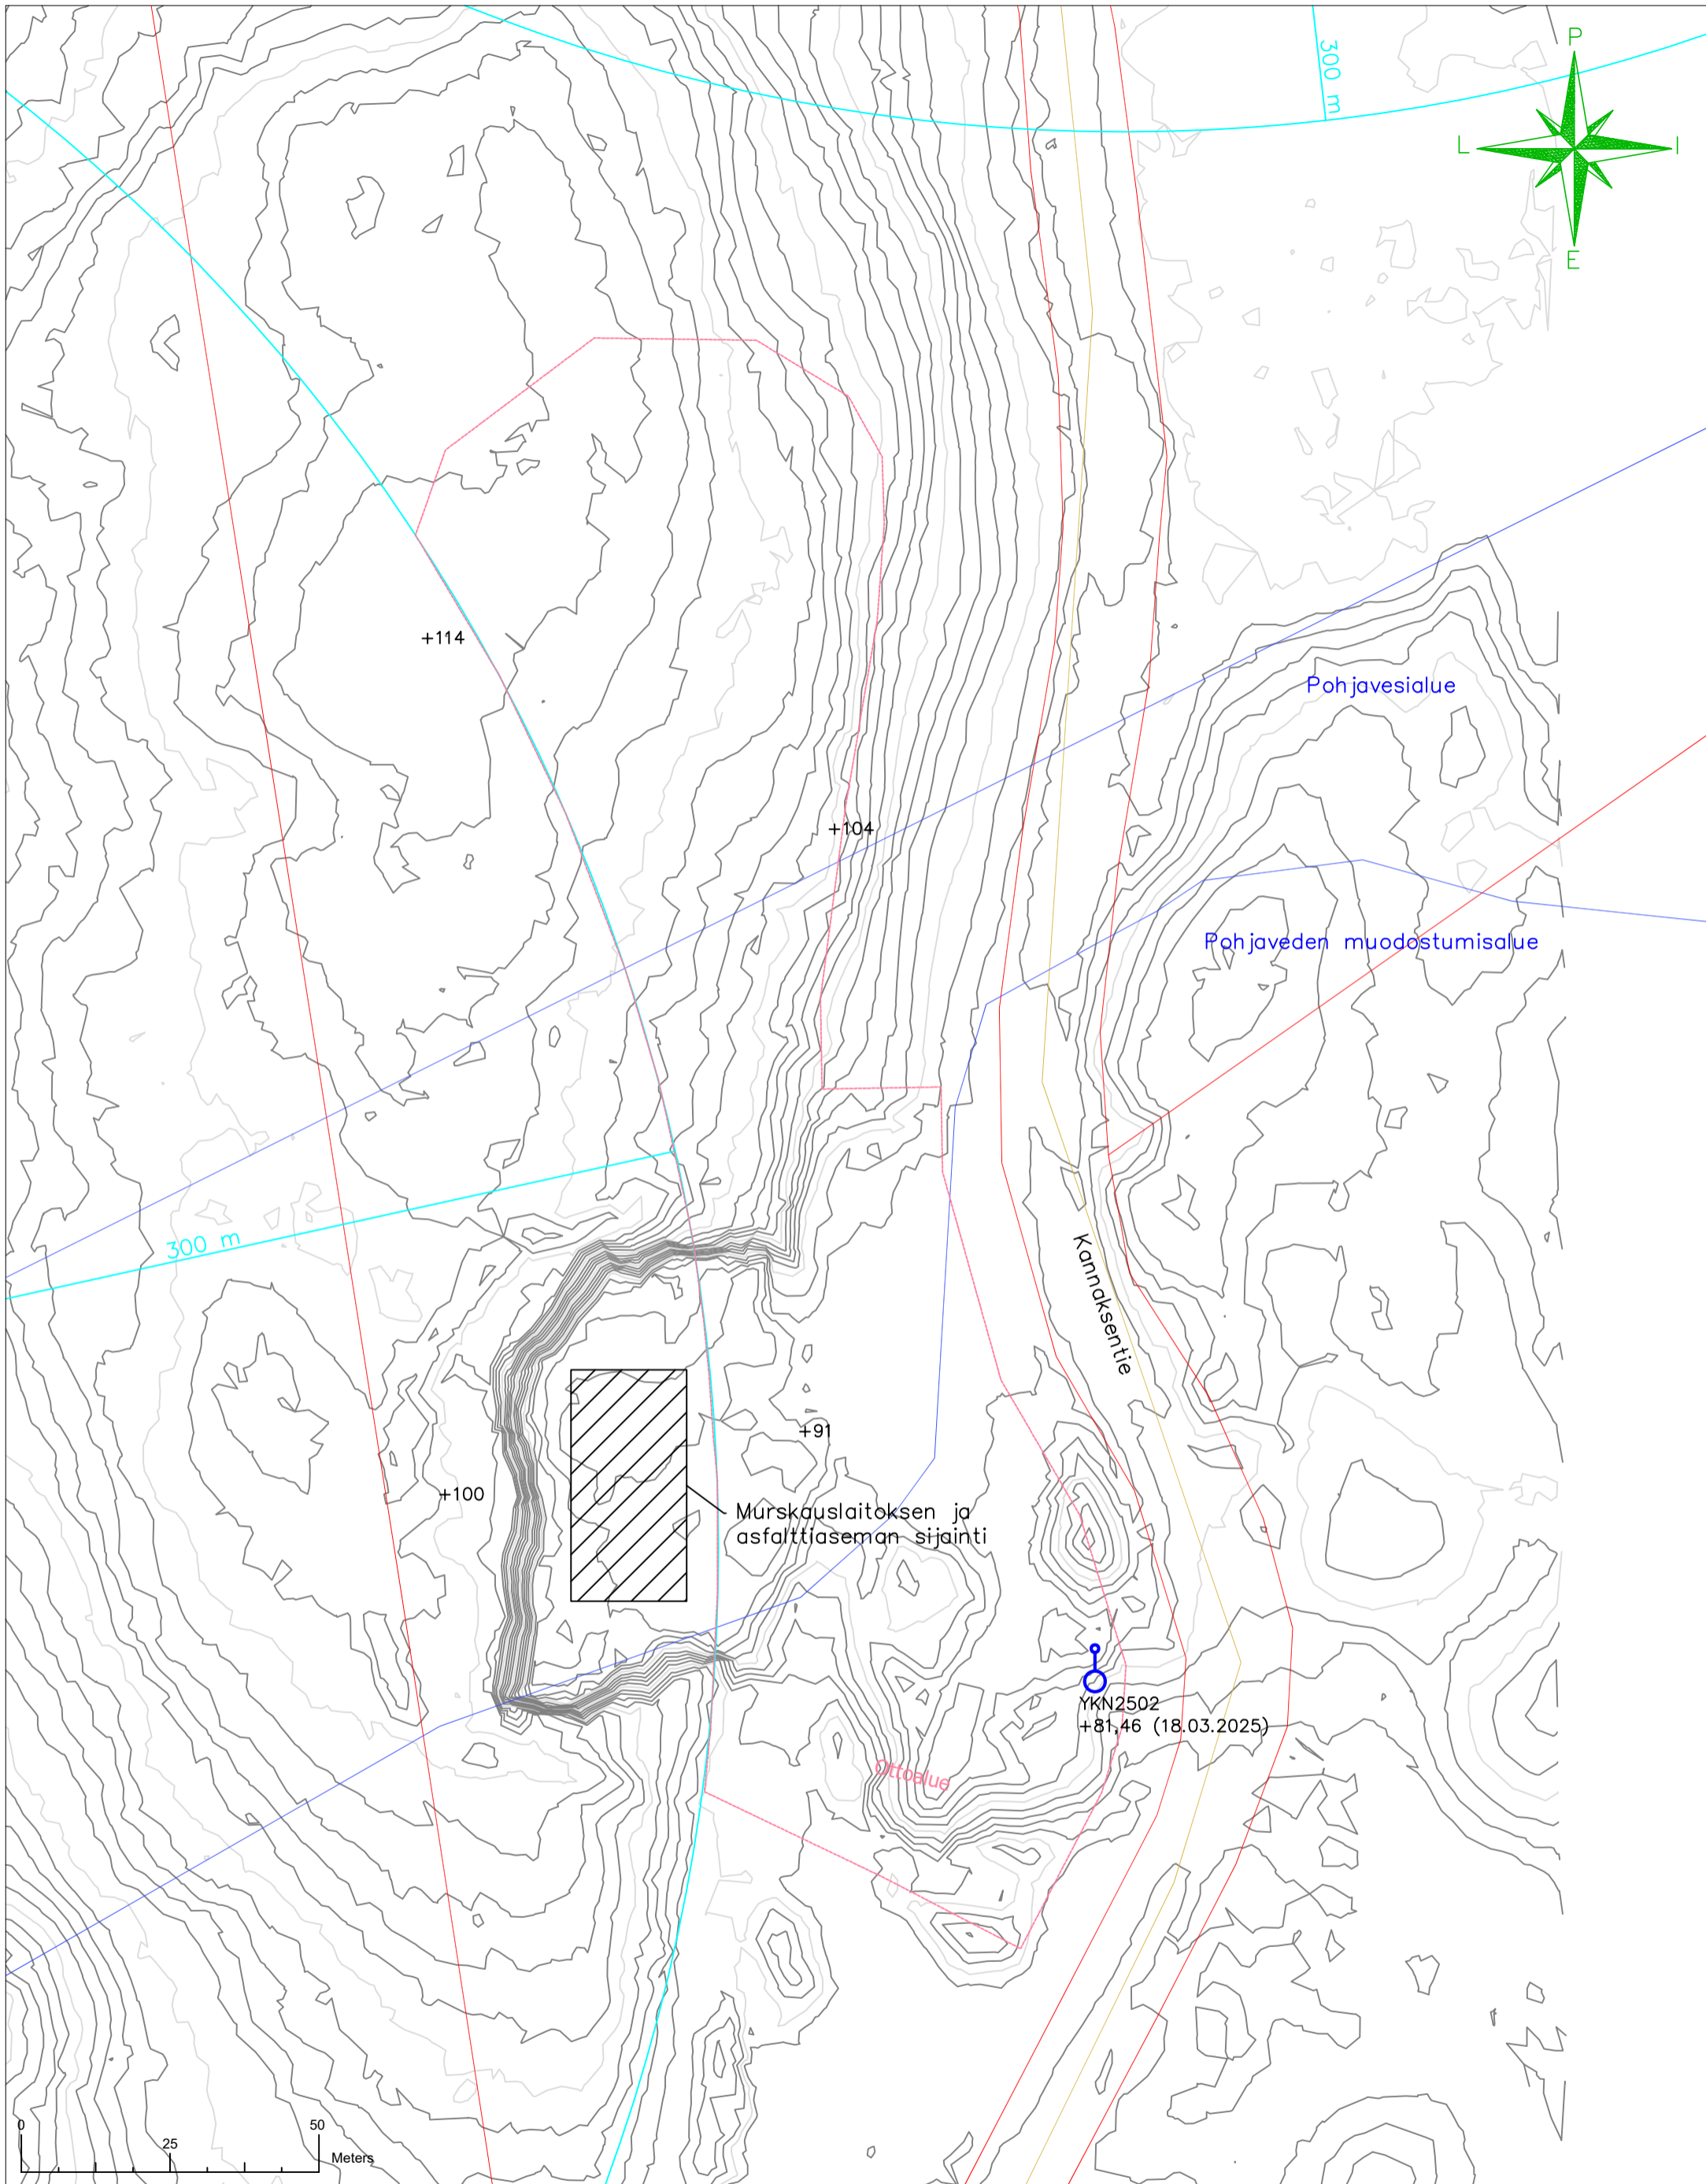 300 m
P
L
I
E
+114
Pohjavesialue
+104
Pohjaveden muodostumisalue
300 m
Kannaksentie
+91
+100
Murskauslaitoksen ja
asfalttiaseman sijainti
YKN2502
+81,46 (18.03.2025)
Ottoalue
0
25
50
Meters